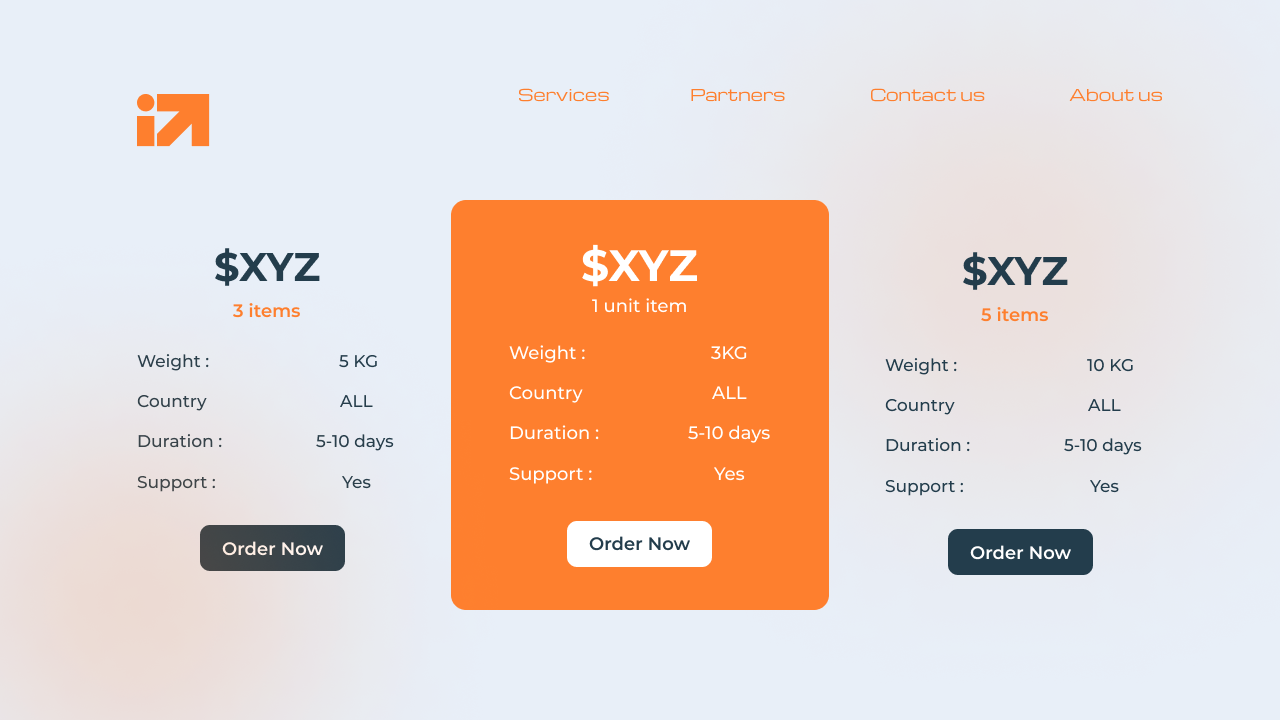 Services Partners Contact us About us
$XYZ
3 items
Weight : 5 KG
Country ALL
Duration : 5-10 days
Support : Yes
Order Now
$XYZ
1 unit item
Weight : 3KG
Country ALL
Duration : 5-10 days
Support : Yes
Order Now
$XYZ
5 items
Weight : 10 KG
Country ALL
Duration : 5-10 days
Support : Yes
Order Now